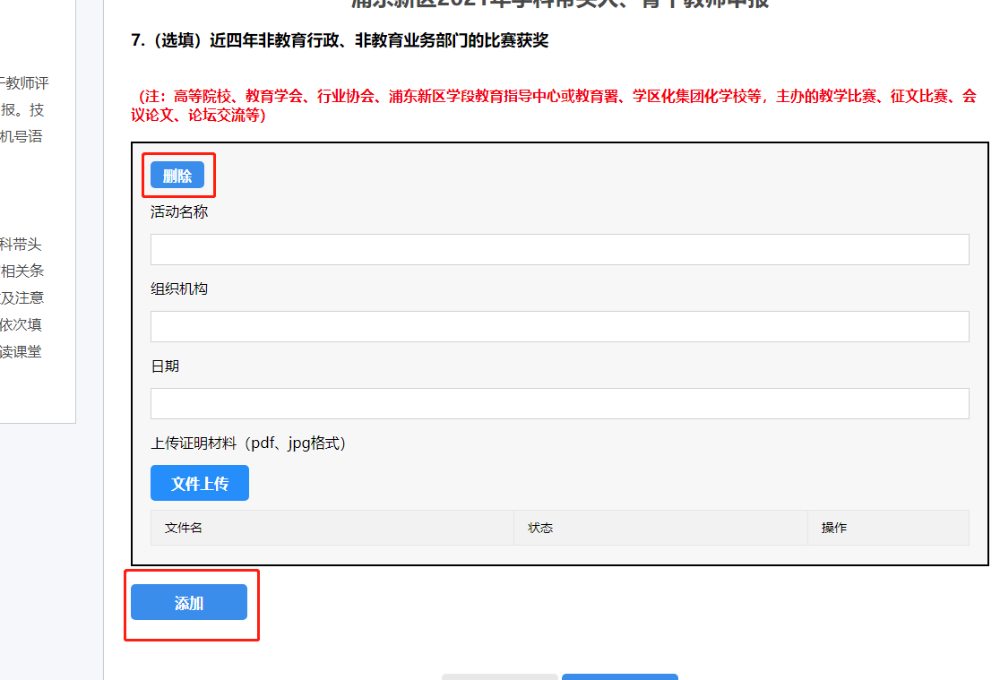 浦东新区2021年学科带头人、骨干教师申报
7.（选填）近四年非教育行政、非教育业务部门的比赛获奖
（注：高等院校、教育学会、行业协会、浦东新区学段教育指导中心或教育署、学区化集团化学校等，主办的教学比赛、征文比赛、会
议论文、论坛交流等）
干教师评
报。技
机号语
科带头
相关条
及注意
依次填
读课堂
删除
活动名称
组织机构
日期
上传证明材料（pdf、jpg格式）
文件上传
文件名 状态 操作
添加